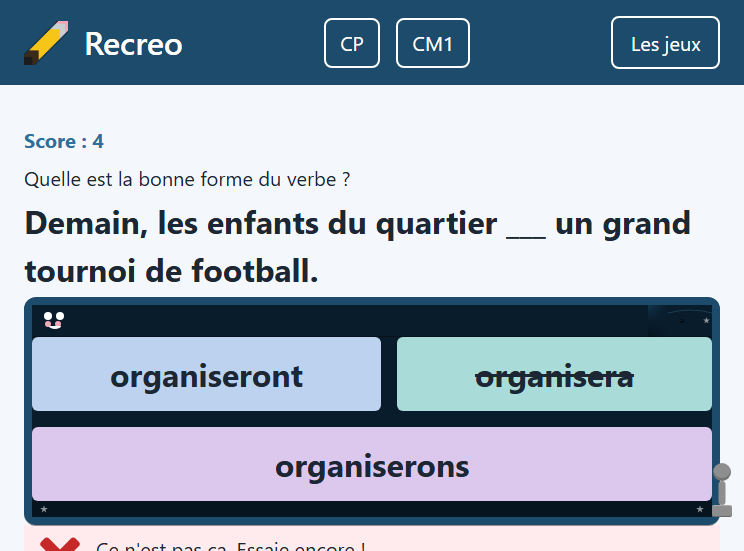 Recreo
CP
CM1
Les jeux
Score : 4
Quelle est la bonne forme du verbe ?
Demain, les enfants du quartier ___ un grand
tournoi de football.
organiseront
organisera
organiserons
Ce n'est pas ça. Essaie encore !